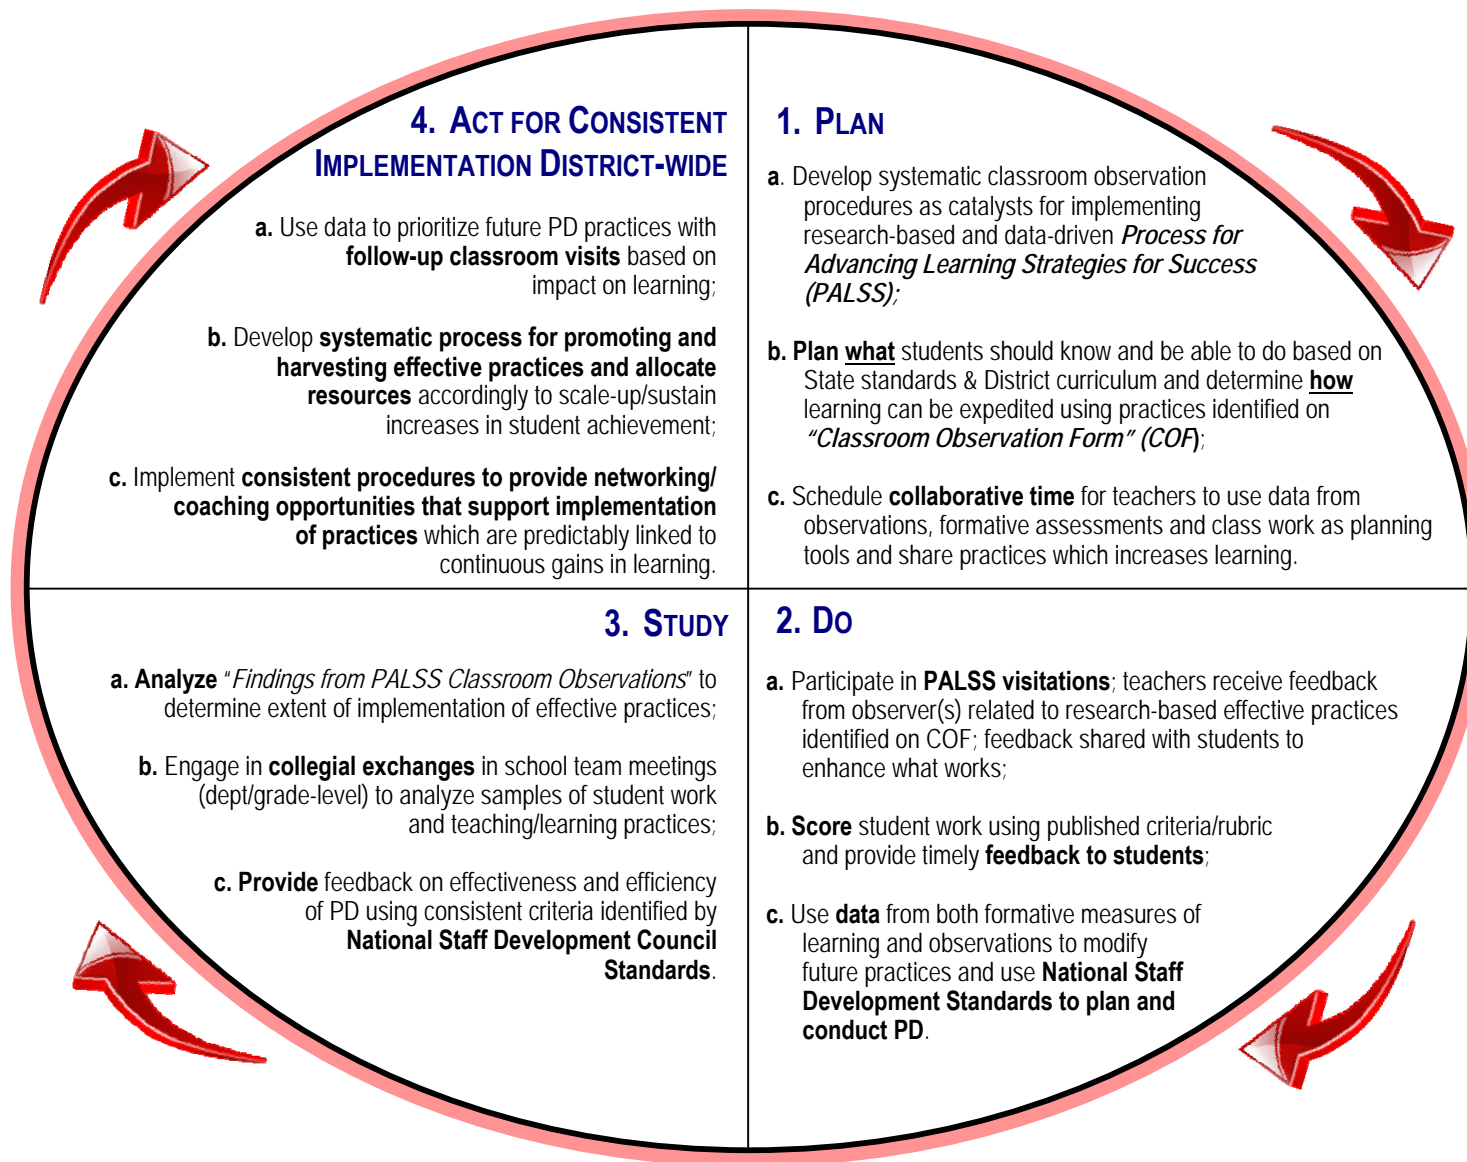 4. ACT FOR CONSISTENT
IMPLEMENTATION DISTRICT-WIDE
a. Use data to prioritize future PD practices with
follow-up classroom visits based on
impact on learning;
b. Develop systematic process for promoting and
harvesting effective practices and allocate
resources accordingly to scale-up/sustain
increases in student achievement;
c. Implement consistent procedures to provide networking/
coaching opportunities that support implementation
of practices which are predictably linked to
continuous gains in learning.
1. PLAN
a. Develop systematic classroom observation
procedures as catalysts for implementing
research-based and data-driven Process for
Advancing Learning Strategies for Success
(PALSS);
b. Plan what students should know and be able to do based on
State standards & District curriculum and determine how
learning can be expedited using practices identified on
“Classroom Observation Form” (COF);
c. Schedule collaborative time for teachers to use data from
observations, formative assessments and class work as planning
tools and share practices which increases learning.
3. STUDY
a. Analyze “Findings from PALSS Classroom Observations” to
determine extent of implementation of effective practices;
b. Engage in collegial exchanges in school team meetings
(dept/grade-level) to analyze samples of student work
and teaching/learning practices;
c. Provide feedback on effectiveness and efficiency
of PD using consistent criteria identified by
National Staff Development Council
Standards.
2. DO
a. Participate in PALSS visitations; teachers receive feedback
from observer(s) related to research-based effective practices
identified on COF; feedback shared with students to
enhance what works;
b. Score student work using published criteria/rubric
and provide timely feedback to students;
c. Use data from both formative measures of
learning and observations to modify
future practices and use National Staff
Development Standards to plan and
conduct PD.